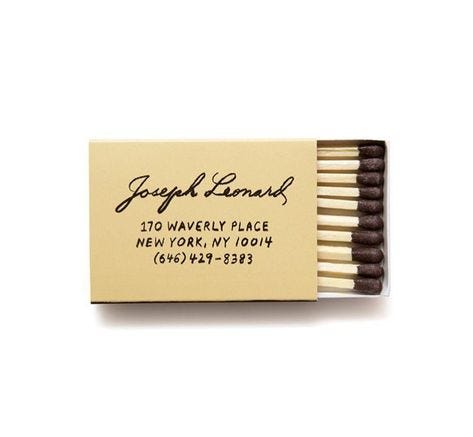 Joseph Leonard
170 WAVERLY PLACE
NEW YORK, NY 10014
(646) 429-8383